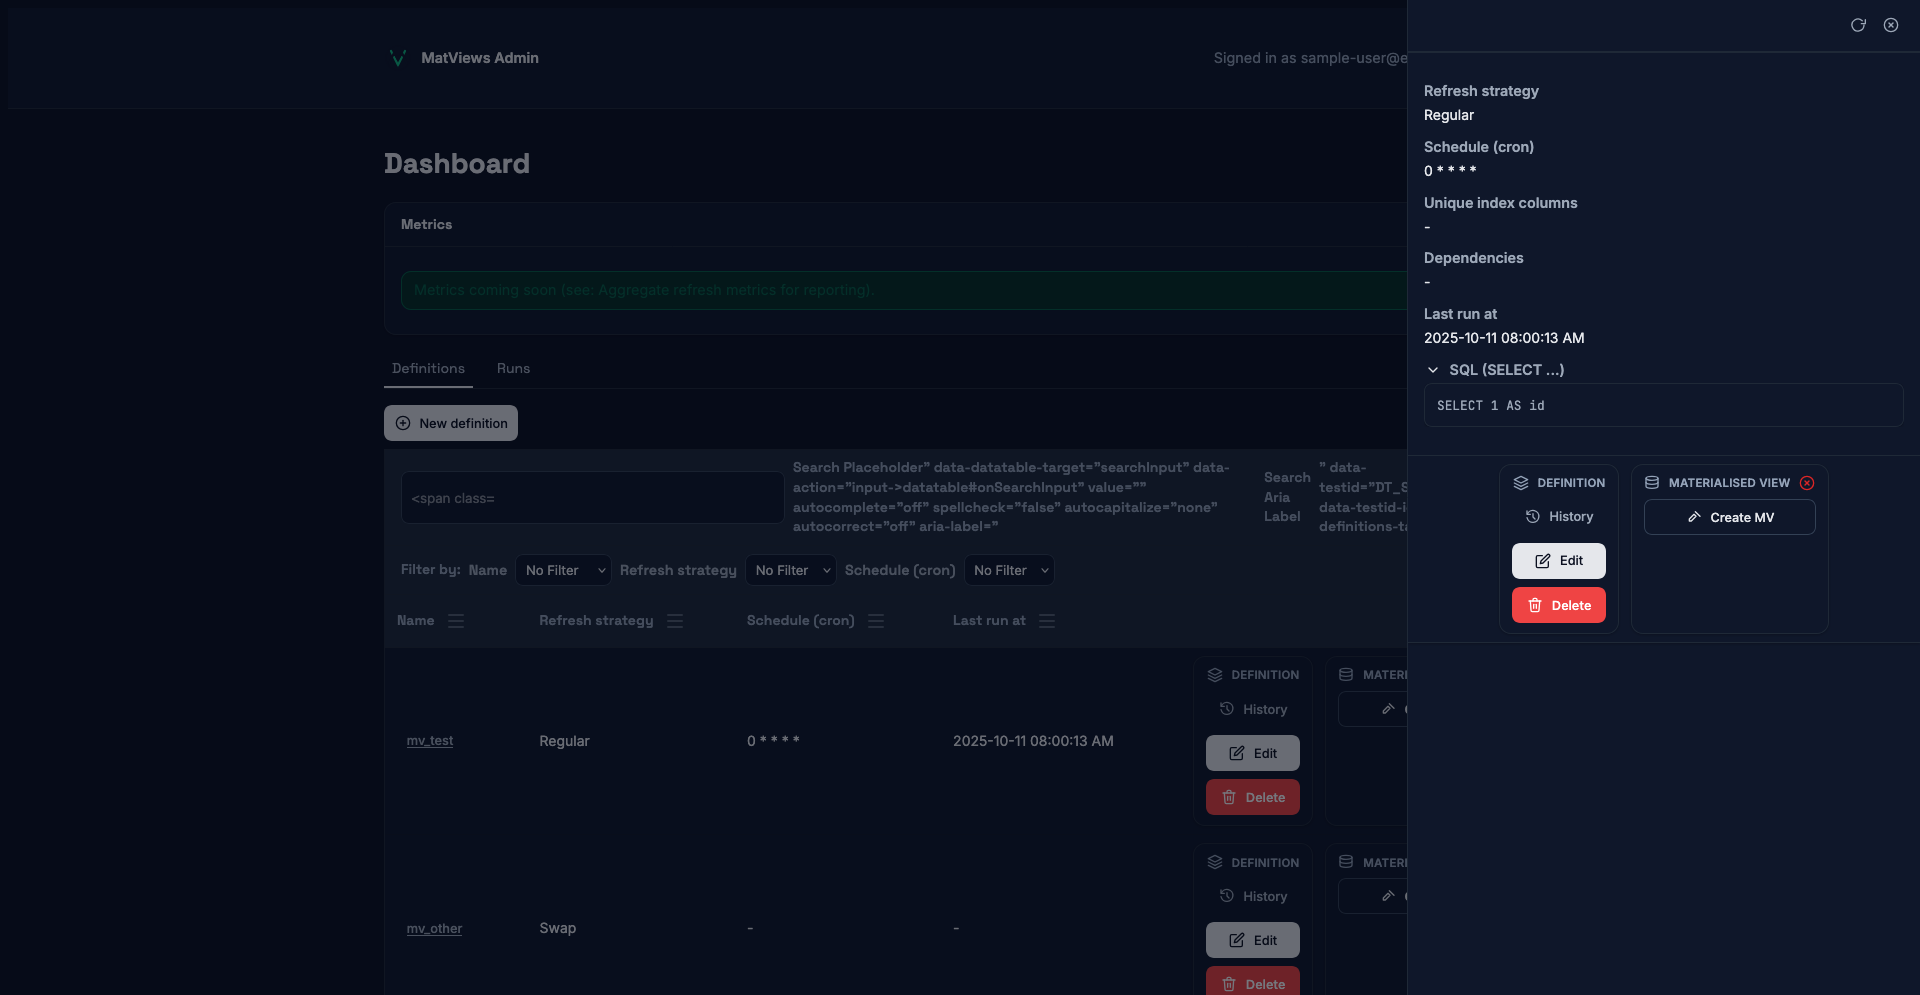 MatViews Admin
Signed in as sample-user@e
Dashboard
Metrics
Metrics coming soon (see: Aggregate refresh metrics for reporting).
Definitions
Runs
New definition
<span class=
Search Placeholder" data-datatable-target="searchInput" data-
action="input->datatable#onSearchInput" value=""
autocomplete="off" spellcheck="false" autocapitalize="none"
autocorrect="off" aria-label="
Search
Aria
Label
" data-
testid="DT_S
data-testid-i
definitions-ta
Filter by: Name No Filter Refresh strategy No Filter Schedule (cron) No Filter
Name Refresh strategy Schedule (cron) Last run at
DEFINITION
MATERI
History
mv_test Regular 0 * * * * 2025-10-11 08:00:13 AM
Edit
Delete
DEFINITION
MATERI
History
mv_other Swap - -
Edit
Delete
Refresh strategy
Regular
Schedule (cron)
0 * * * *
Unique index columns
-
Dependencies
-
Last run at
2025-10-11 08:00:13 AM
SQL (SELECT ...)
SELECT 1 AS id
DEFINITION
History
Edit
Delete
MATERIALISED VIEW
Create MV